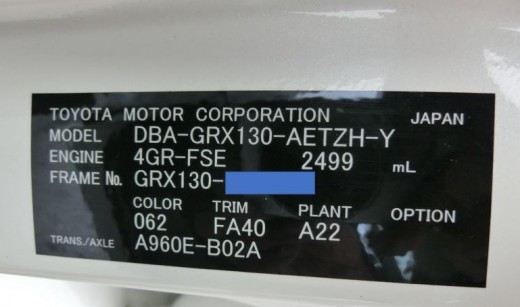 TOYOTA MOTOR CORPORATION JAPAN
MODEL DBA-GRX130-AETZH-Y
ENGINE 4GR-FSE 2499 mL
FRAME No. GRX130-
COLOR TRIM PLANT OPTION
062 FA40 A22
TRANS./AXLE A960E-B02A